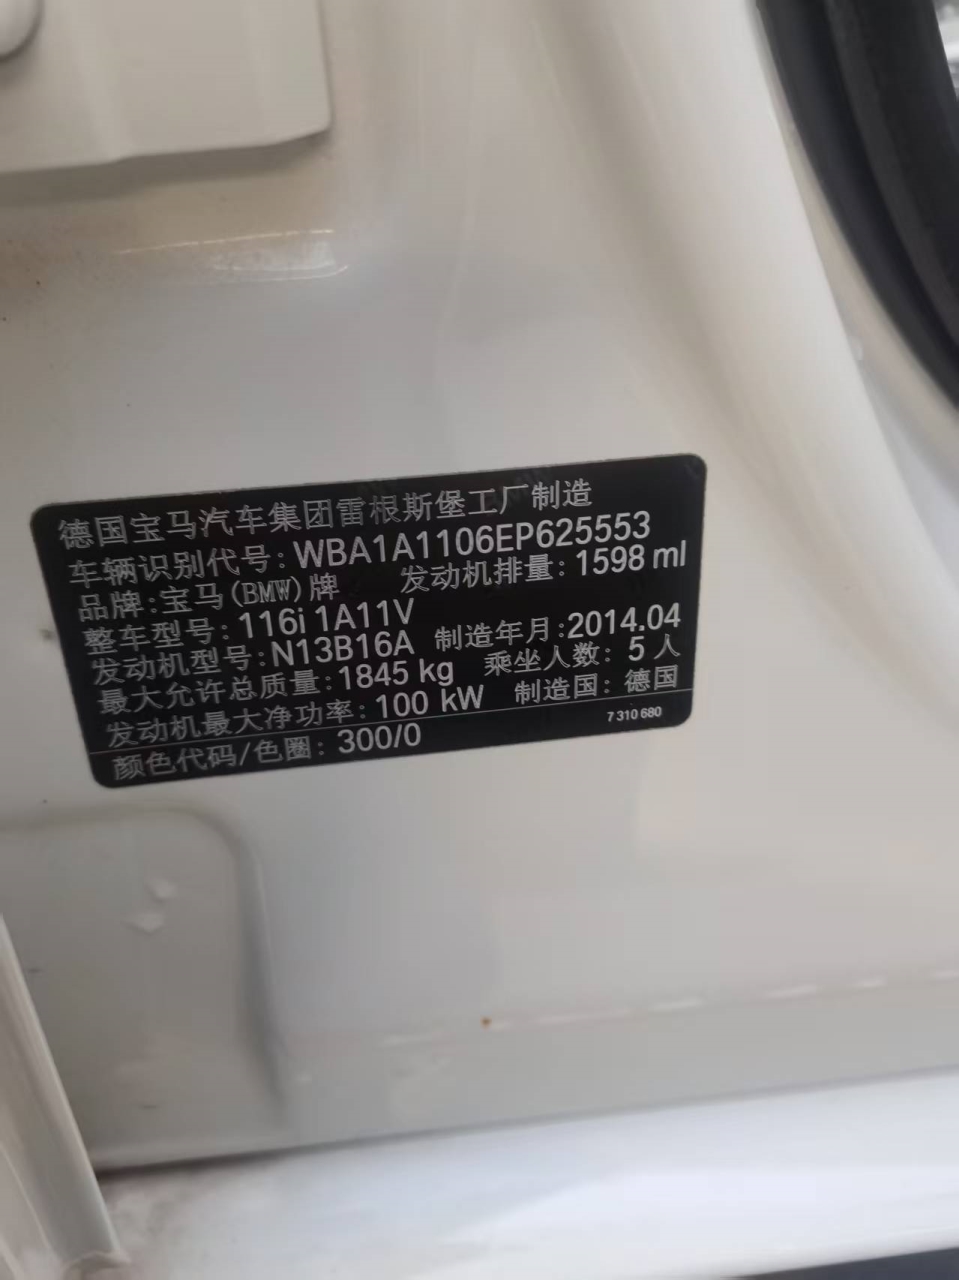 德国宝马汽车集团雷根斯堡工厂制造
车辆识别代号: WBA1A1106EP625553
品牌:宝马(BMW)牌 发动机排量: 1598 ml
整车型号: 116i 1A11V
发动机型号: N13B16A 制造年月:2014.04
最大允许总质量: 1845 kg 乘坐人数: 5 人
发动机最大净功率: 100 kW 制造国: 德国
颜色代码/色圈: 300/0 7 310 680